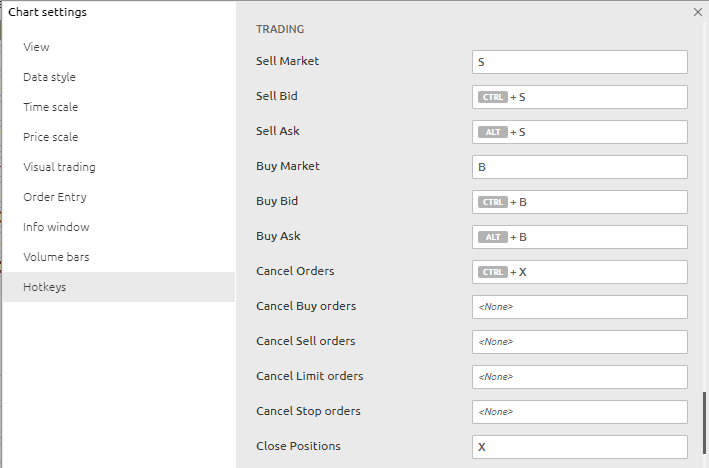 Chart settings
View
Data style
Time scale
Price scale
Visual trading
Order Entry
Info window
Volume bars
Hotkeys
TRADING
Sell Market S
Sell Bid CTRL + S
Sell Ask ALT + S
Buy Market B
Buy Bid CTRL + B
Buy Ask ALT + B
Cancel Orders CTRL + X
Cancel Buy orders <None>
Cancel Sell orders <None>
Cancel Limit orders <None>
Cancel Stop orders <None>
Close Positions X